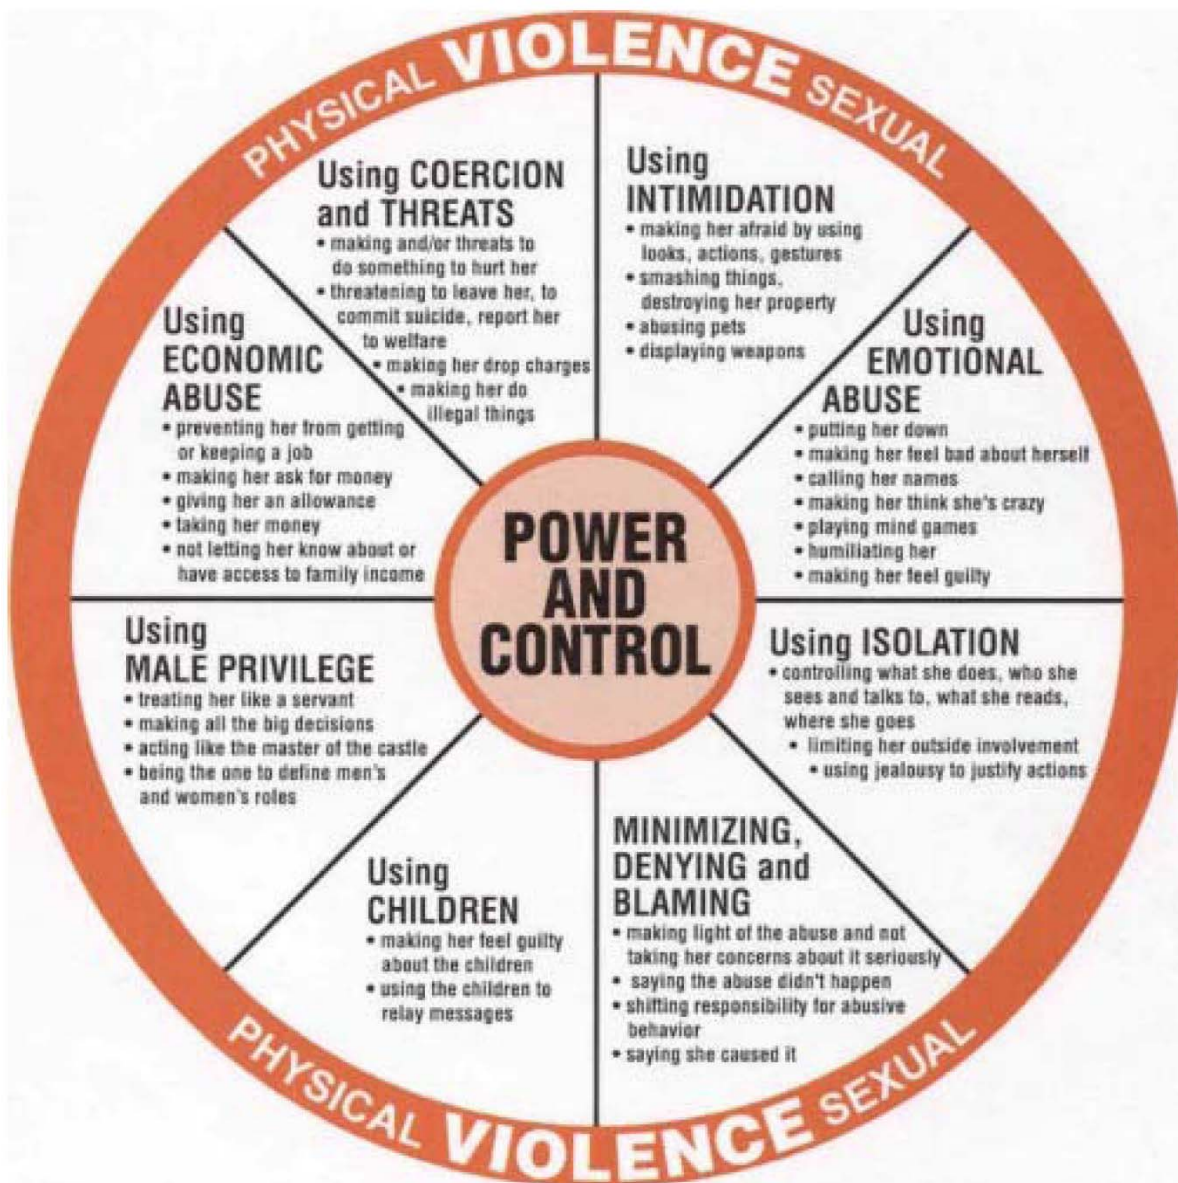 PHYSICAL VIOLENCE SEXUAL
Using COERCION
and THREATS
• making and/or threats to
do something to hurt her
• threatening to leave her, to
commit suicide, report her
to welfare
• making her drop charges
• making her do
illegal things
Using
INTIMIDATION
• making her afraid by using
looks, actions, gestures
• smashing things,
destroying her property
• abusing pets
• displaying weapons
Using
EMOTIONAL
ABUSE
• putting her down
• making her feel bad about herself
• calling her names
• making her think she's crazy
• playing mind games
• humiliating her
• making her feel guilty
Using ISOLATION
• controlling what she does, who she
sees and talks to, what she reads,
where she goes
• limiting her outside involvement
• using jealousy to justify actions
MINIMIZING,
DENYING and
BLAMING
• making light of the abuse and not
taking her concerns about it seriously
• saying the abuse didn't happen
• shifting responsibility for abusive
behavior
• saying she caused it
Using
CHILDREN
• making her feel guilty
about the children
• using the children to
relay messages
Using
MALE PRIVILEGE
• treating her like a servant
• making all the big decisions
• acting like the master of the castle
• being the one to define men's
and women's roles
Using
ECONOMIC
ABUSE
• preventing her from getting
or keeping a job
• making her ask for money
• giving her an allowance
• taking her money
• not letting her know about or
have access to family income
POWER
AND
CONTROL
PHYSICAL VIOLENCE SEXUAL